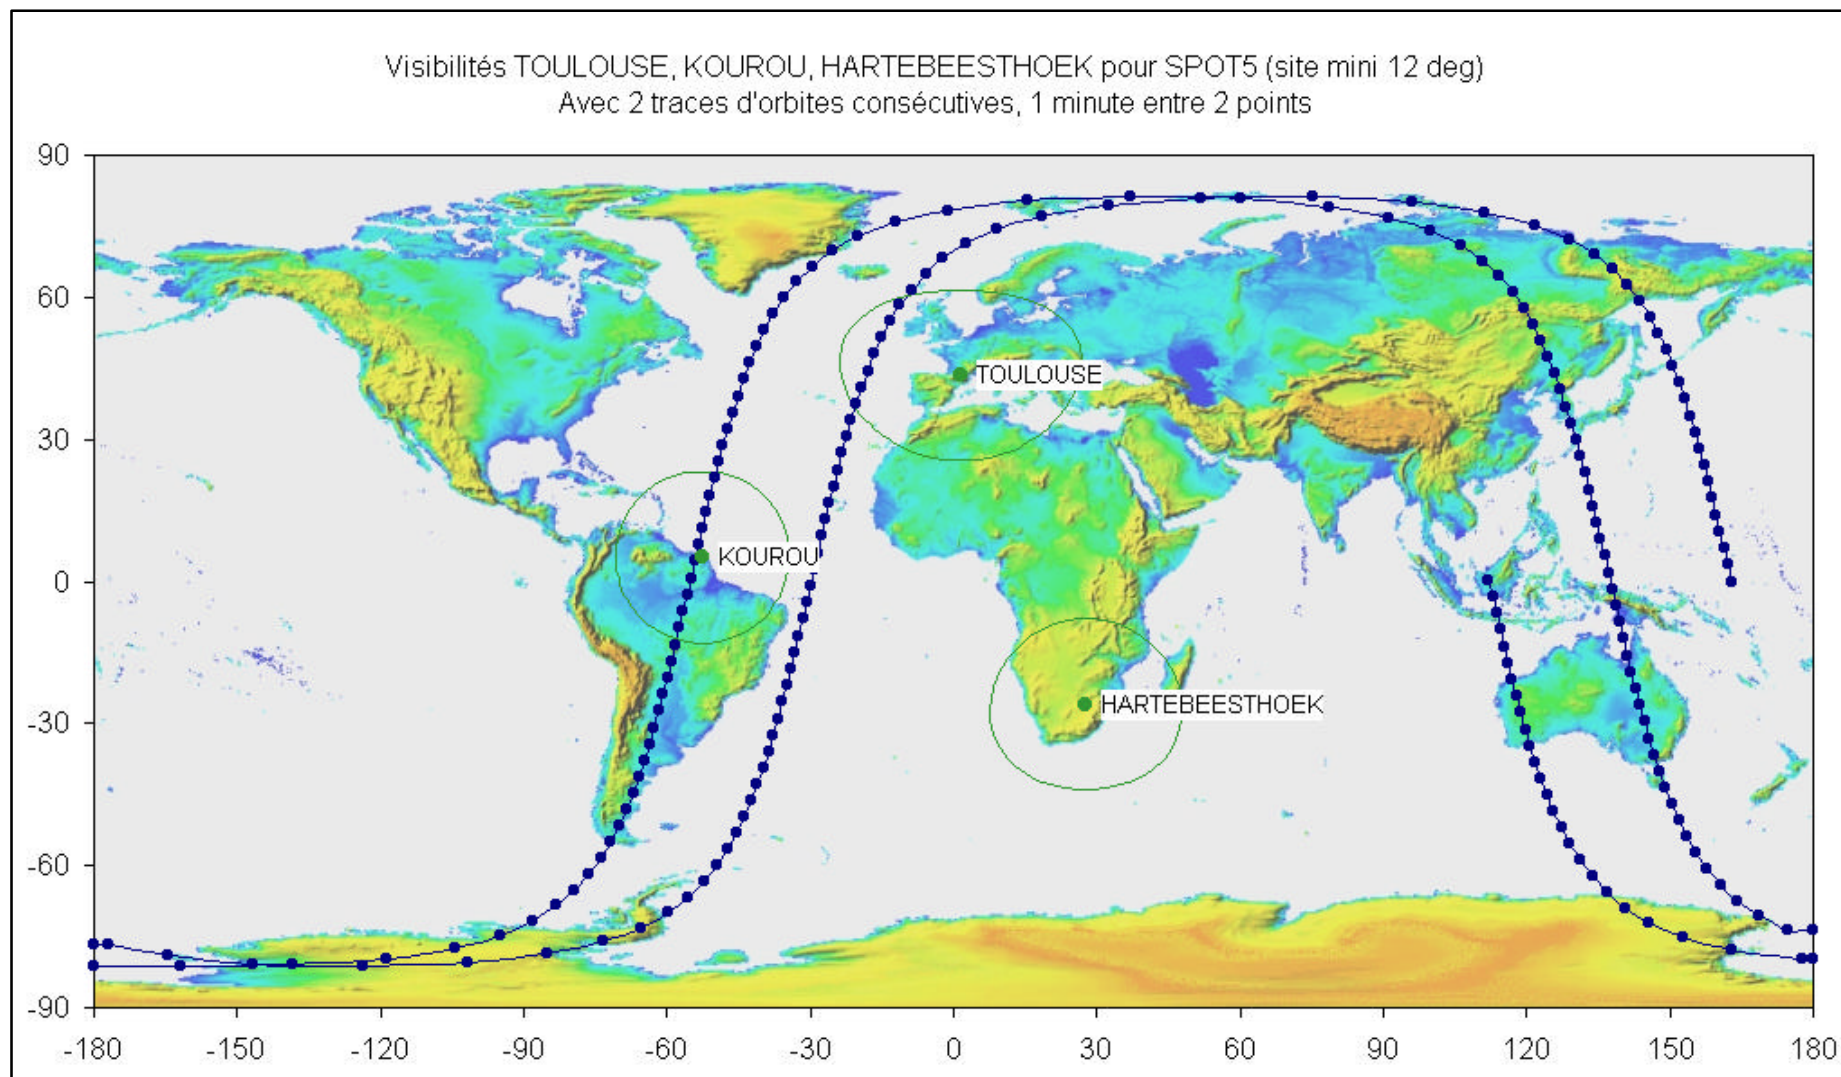 Visibilités TOULOUSE, KOUROU, HARTEBEESTHOEK pour SPOT5 (site mini 12 deg)
Avec 2 traces d'orbites consécutives, 1 minute entre 2 points
90
60
TOULOUSE
30
KOUROU
0
HARTEBEESTHOEK
-30
-60
-90
-180 -150 -120 -90 -60 -30 0 30 60 90 120 150 180